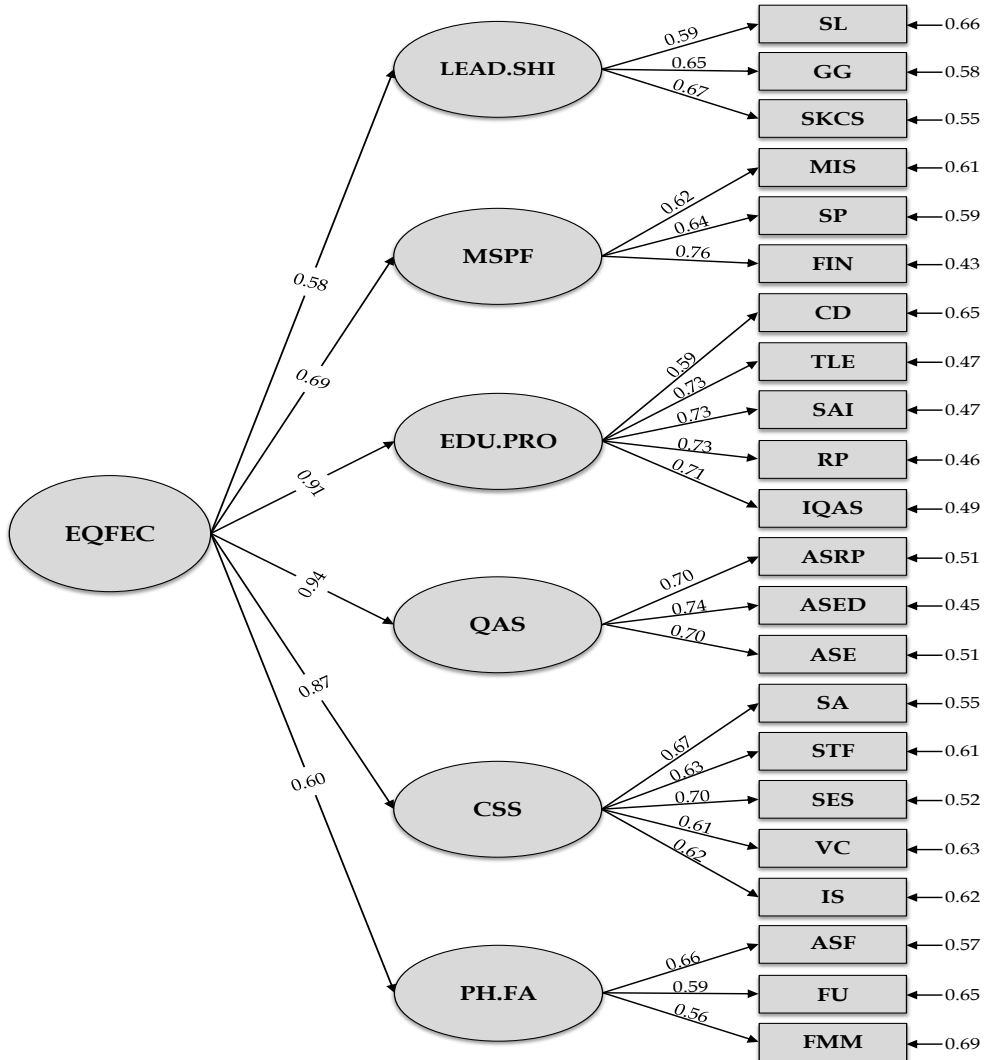 SL
0.66
0.59
GG
0.58
0.65
LEAD.SHI
0.67
SKCS
0.55
MIS
0.61
0.62
SP
0.59
0.64
MSPF
0.76
FIN
0.43
0.58
CD
0.65
0.59
TLE
0.47
0.69
0.73
SAI
0.47
0.73
EDU.PRO
0.73
RP
0.46
0.71
IQAS
0.49
0.91
EQFEC
ASRP
0.51
0.70
0.94
ASED
0.45
0.74
QAS
0.70
ASE
0.51
0.87
SA
0.55
0.67
STF
0.61
0.63
0.60
SES
0.52
0.70
CSS
0.61
VC
0.63
0.62
IS
0.62
ASF
0.57
0.66
PH.FA
0.59
FU
0.65
0.56
FMM
0.69